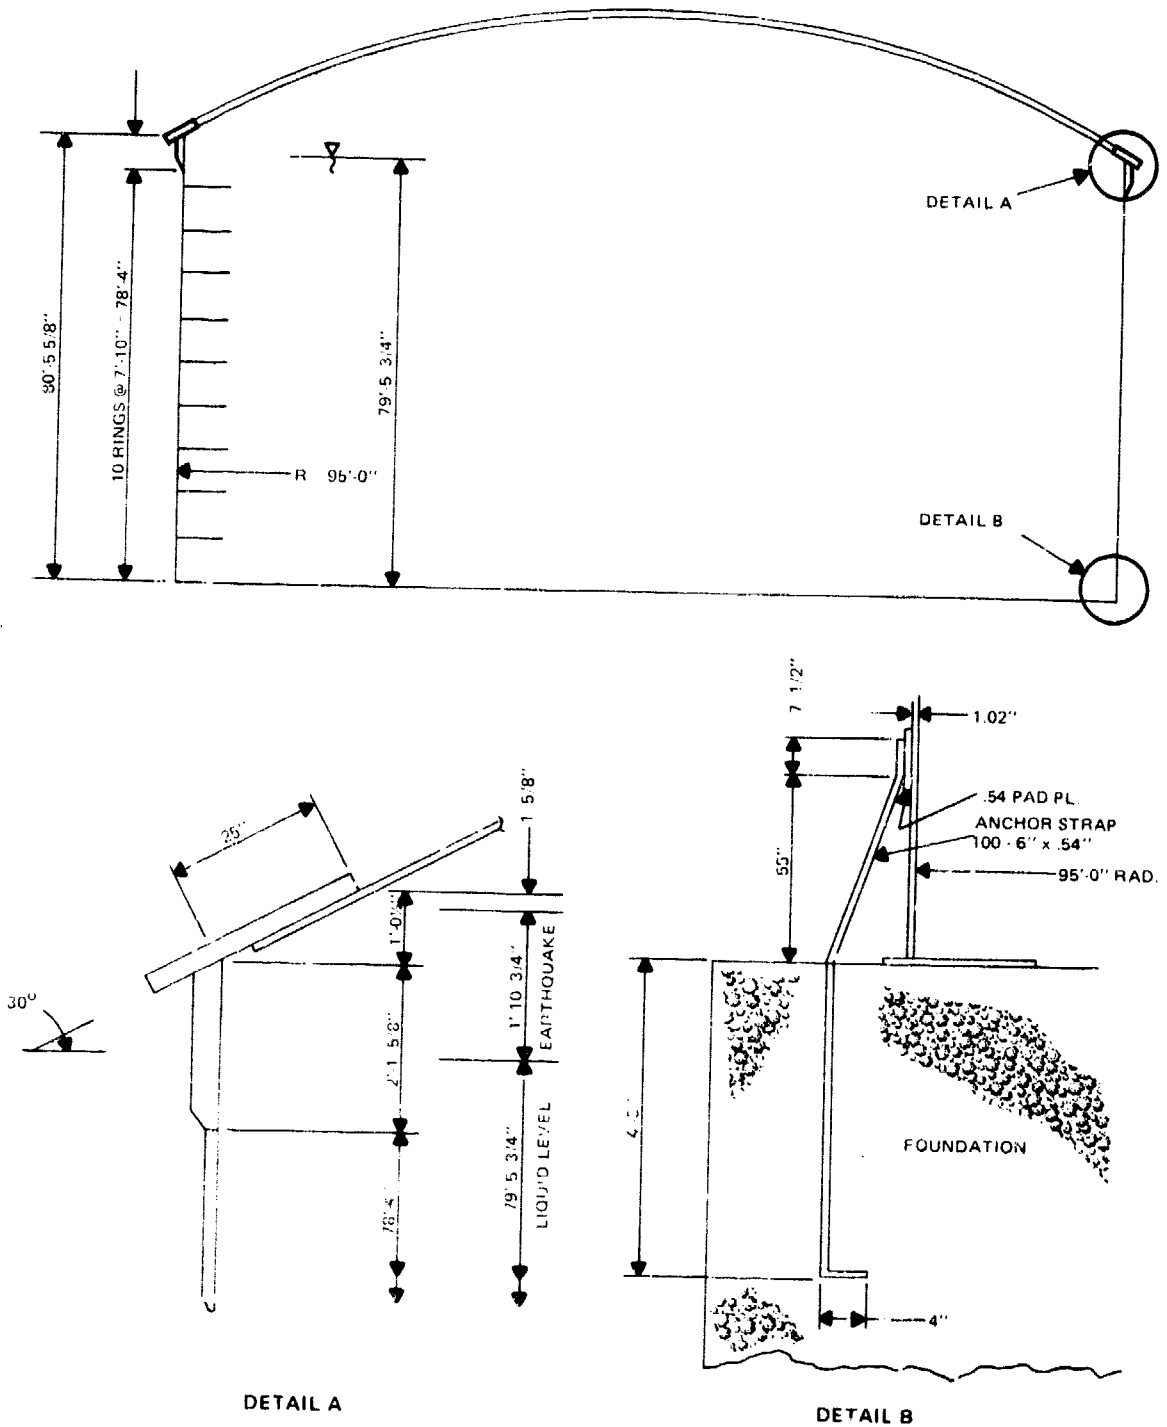 DETAIL A
80'-5 5/8"
10 RINGS @ 7'-10" - 78'-4"
79'-5 3/4"
R 95'-0"
DETAIL B
7 1/2"
1.02"
.54 PAD PL.
ANCHOR STRAP
100 - 6" x .54"
55"
95'-0" RAD.
FOUNDATION
4"
DETAIL B
25"
1 5/8"
1'-0½"
1' 10 3/4"
EARTHQUAKE
30°
2'-1 5/8"
79' 5 3/4"
LIQUID LEVEL
78'-4"
DETAIL A